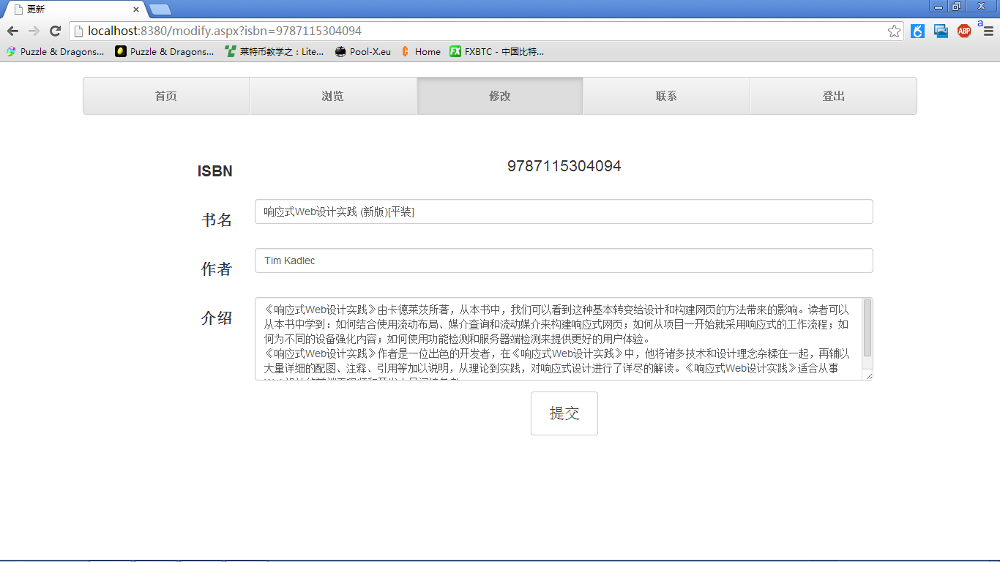 更新
localhost:8380/modify.aspx?isbn=9787115304094
ABP
a
Puzzle & Dragons...
Puzzle & Dragons...
莱特币教学之：Lite...
Pool-X.eu
Home
FX
FXBTC - 中国比特...
首页
浏览
修改
联系
登出
ISBN
9787115304094
书名
响应式Web设计实践 (新版)[平装]
作者
Tim Kadlec
介绍
《响应式Web设计实践》由卡德莱茨所著，从本书中，我们可以看到这种基本转变给设计和构建网页的方法带来的影响。读者可以
从本书中学到：如何结合使用流动布局、媒介查询和流动媒介来构建响应式网页；如何从项目一开始就采用响应式的工作流程；如
何为不同的设备强化内容；如何使用功能检测和服务器端检测来提供更好的用户体验。
《响应式Web设计实践》作者是一位出色的开发者，在《响应式Web设计实践》中，他将诸多技术和设计理念杂糅在一起，再辅以
大量详细的配图、注释、引用等加以说明，从理论到实践，对响应式设计进行了详尽的解读。《响应式Web设计实践》适合从事
提交